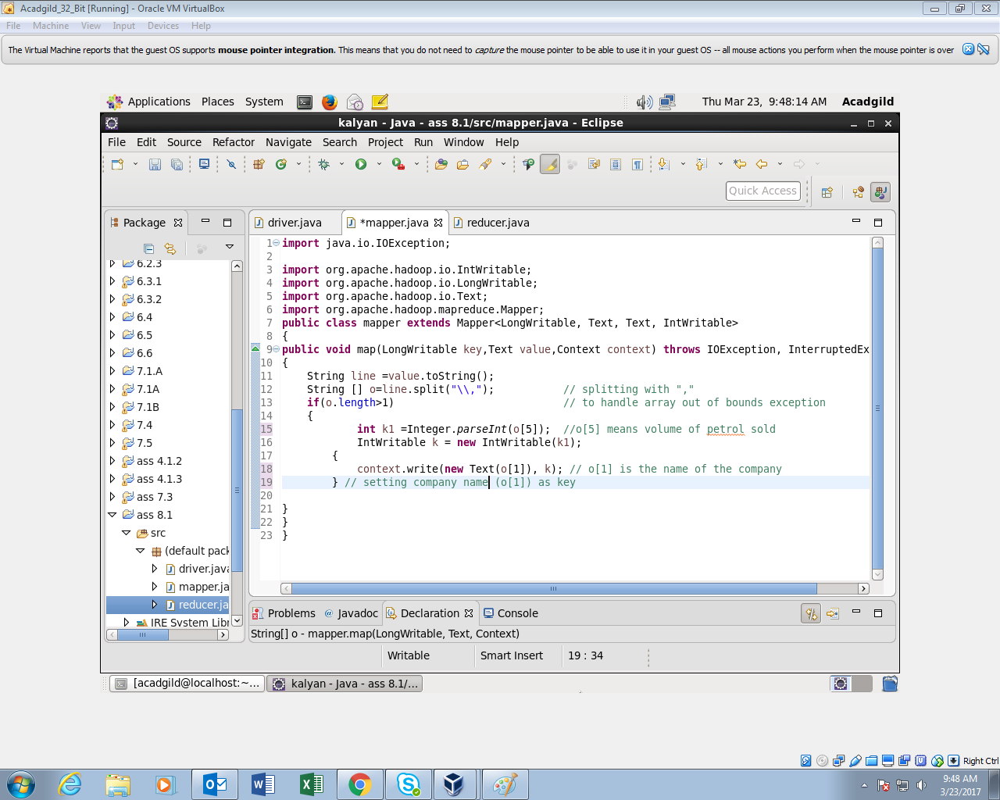 Acadgild_32_Bit [Running] - Oracle VM VirtualBox
File Machine View Input Devices Help
The Virtual Machine reports that the guest OS supports mouse pointer integration. This means that you do not need to capture the mouse pointer to be able to use it in your guest OS -- all mouse actions you perform when the mouse pointer is over
Applications Places System Thu Mar 23, 9:48:14 AM Acadgild
kalyan - Java - ass 8.1/src/mapper.java - Eclipse
File Edit Source Refactor Navigate Search Project Run Window Help
Quick Access
Package
6.2.3
6.3.1
6.3.2
6.4
6.5
6.6
7.1.A
7.1A
7.1B
7.4
7.5
ass 4.1.2
ass 4.1.3
ass 7.3
ass 8.1
src
(default pack
driver.java
mapper.ja
reducer.ja
JRE System Libr
driver.java *mapper.java reducer.java
1 import java.io.IOException;
2
3 import org.apache.hadoop.io.IntWritable;
4 import org.apache.hadoop.io.LongWritable;
5 import org.apache.hadoop.io.Text;
6 import org.apache.hadoop.mapreduce.Mapper;
7 public class mapper extends Mapper<LongWritable, Text, Text, IntWritable>
8 {
9 public void map(LongWritable key,Text value,Context context) throws IOException, InterruptedEx
10 {
11 String line =value.toString();
12 String [] o=line.split("\\,"); // splitting with ","
13 if(o.length>1) // to handle array out of bounds exception
14 {
15 int k1 =Integer.parseInt(o[5]); //o[5] means volume of petrol sold
16 IntWritable k = new IntWritable(k1);
17 {
18 context.write(new Text(o[1]), k); // o[1] is the name of the company
19 } // setting company name (o[1]) as key
20
21 }
22 }
23 }
Problems @ Javadoc Declaration Console
String[] o - mapper.map(LongWritable, Text, Context)
Writable Smart Insert 19 : 34
[acadgild@localhost:~... kalyan - Java - ass 8.1/...
Right Ctrl
9:48 AM
3/23/2017